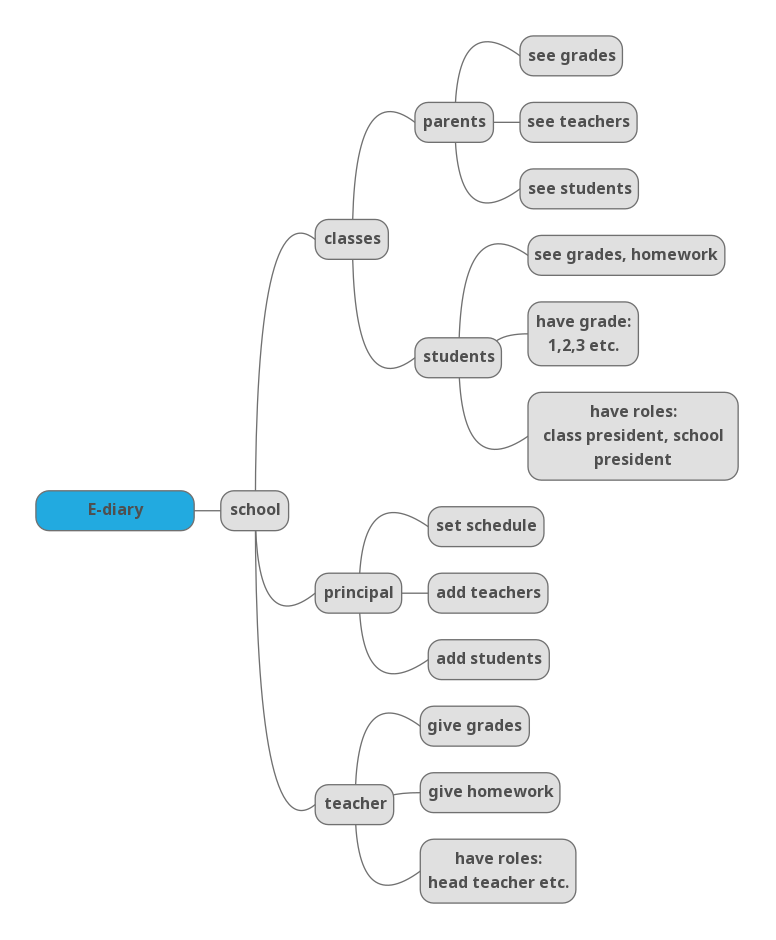 see grades
parents
see teachers
see students
classes
see grades, homework
have grade:
1,2,3 etc.
students
have roles:
class president, school
president
E-diary
school
set schedule
principal
add teachers
add students
give grades
give homework
teacher
have roles:
head teacher etc.